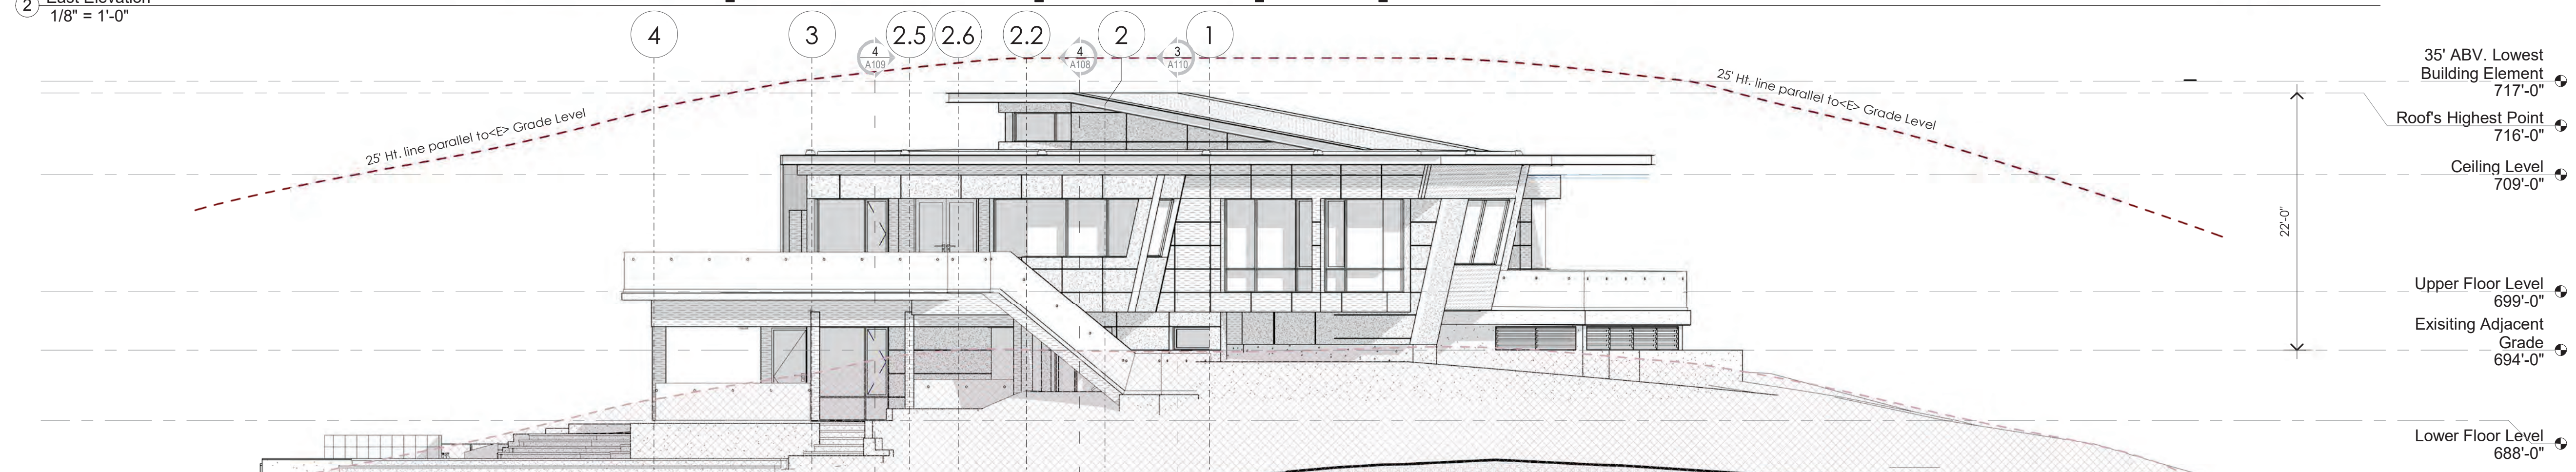 2 East Elevation
1/8" = 1'-0"
4
3
2.5
2.6
2.2
2
1
4
A109
4
A108
3
A110
25' Ht. line parallel to<E> Grade Level
25' Ht. line parallel to<E> Grade Level
35' ABV. Lowest
Building Element
717'-0"
Roof's Highest Point
716'-0"
Ceiling Level
709'-0"
22'-0"
Upper Floor Level
699'-0"
Exisiting Adjacent
Grade
694'-0"
Lower Floor Level
688'-0"